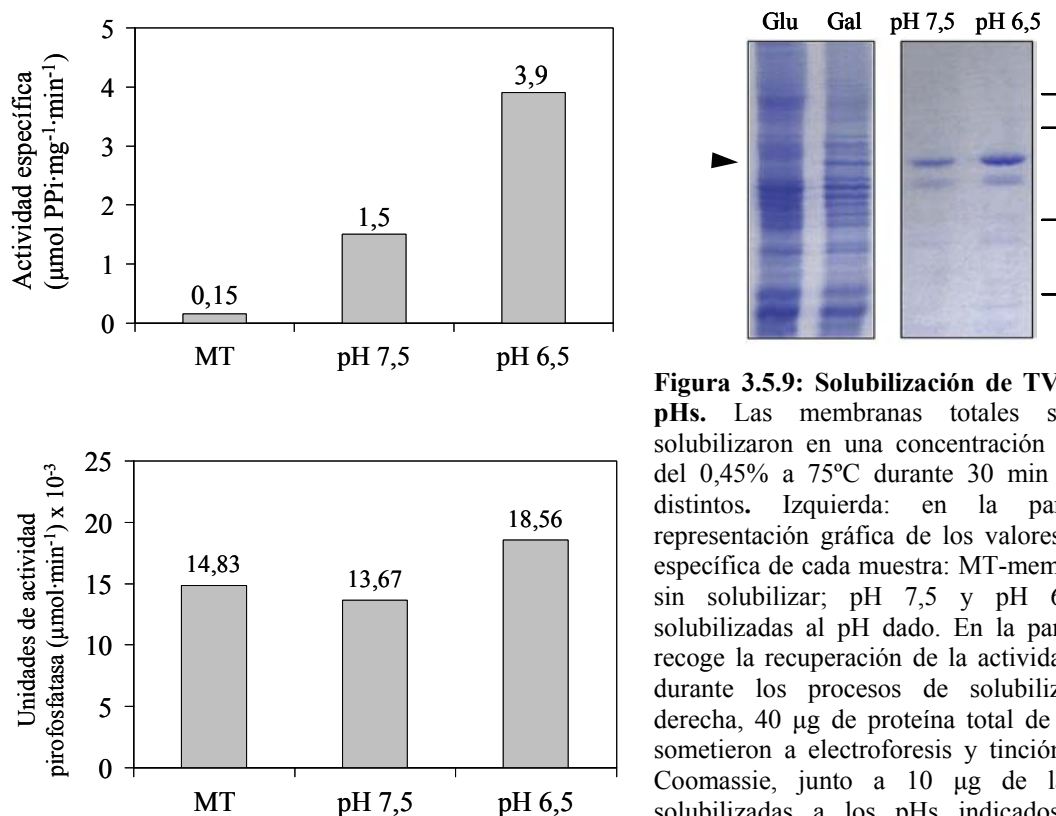 5
4
3
2
1
0
Actividad específica
(μmol PPi·mg⁻¹·min⁻¹)
0,15
1,5
3,9
MT
pH 7,5
pH 6,5
25
20
15
10
5
0
Unidades de actividad
pirofosfatasa (μmol·min⁻¹) x 10⁻³
14,83
13,67
18,56
MT
pH 7,5
pH 6,5
Glu Gal pH 7,5 pH 6,5
Figura 3.5.9: Solubilización de TV
pHs. Las membranas totales s
solubilizaron en una concentración
del 0,45% a 75ºC durante 30 min
distintos. Izquierda: en la par
representación gráfica de los valores
específica de cada muestra: MT-mem
sin solubilizar; pH 7,5 y pH 6
solubilizadas al pH dado. En la par
recoge la recuperación de la activida
durante los procesos de solubiliz
derecha, 40 μg de proteína total de
sometieron a electroforesis y tinción
Coomassie, junto a 10 μg de l
solubilizadas a los pHs indicados